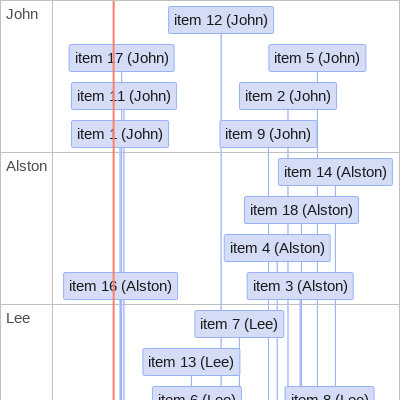 John
item 12 (John)
item 17 (John)
item 5 (John)
item 11 (John)
item 2 (John)
item 1 (John)
item 9 (John)
Alston
item 14 (Alston)
item 18 (Alston)
item 4 (Alston)
item 16 (Alston)
item 3 (Alston)
Lee
item 7 (Lee)
item 13 (Lee)
item 6 (Lee)
item 8 (Lee)